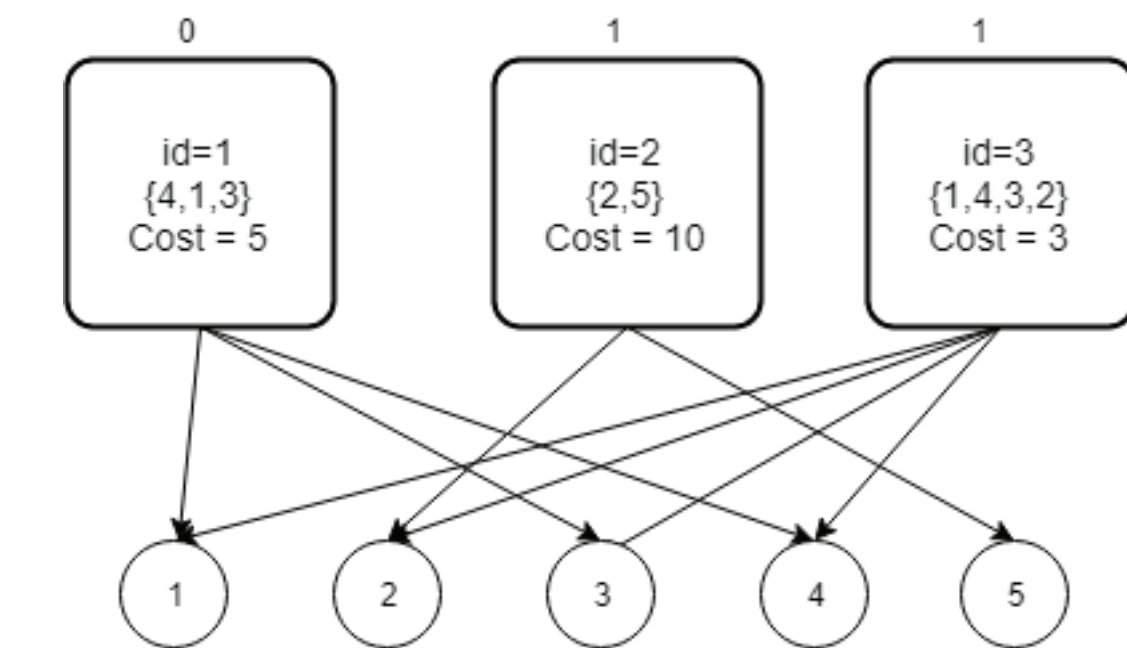 0
1
1
id=1
{4,1,3}
Cost = 5
id=2
{2,5}
Cost = 10
id=3
{1,4,3,2}
Cost = 3
1
2
3
4
5